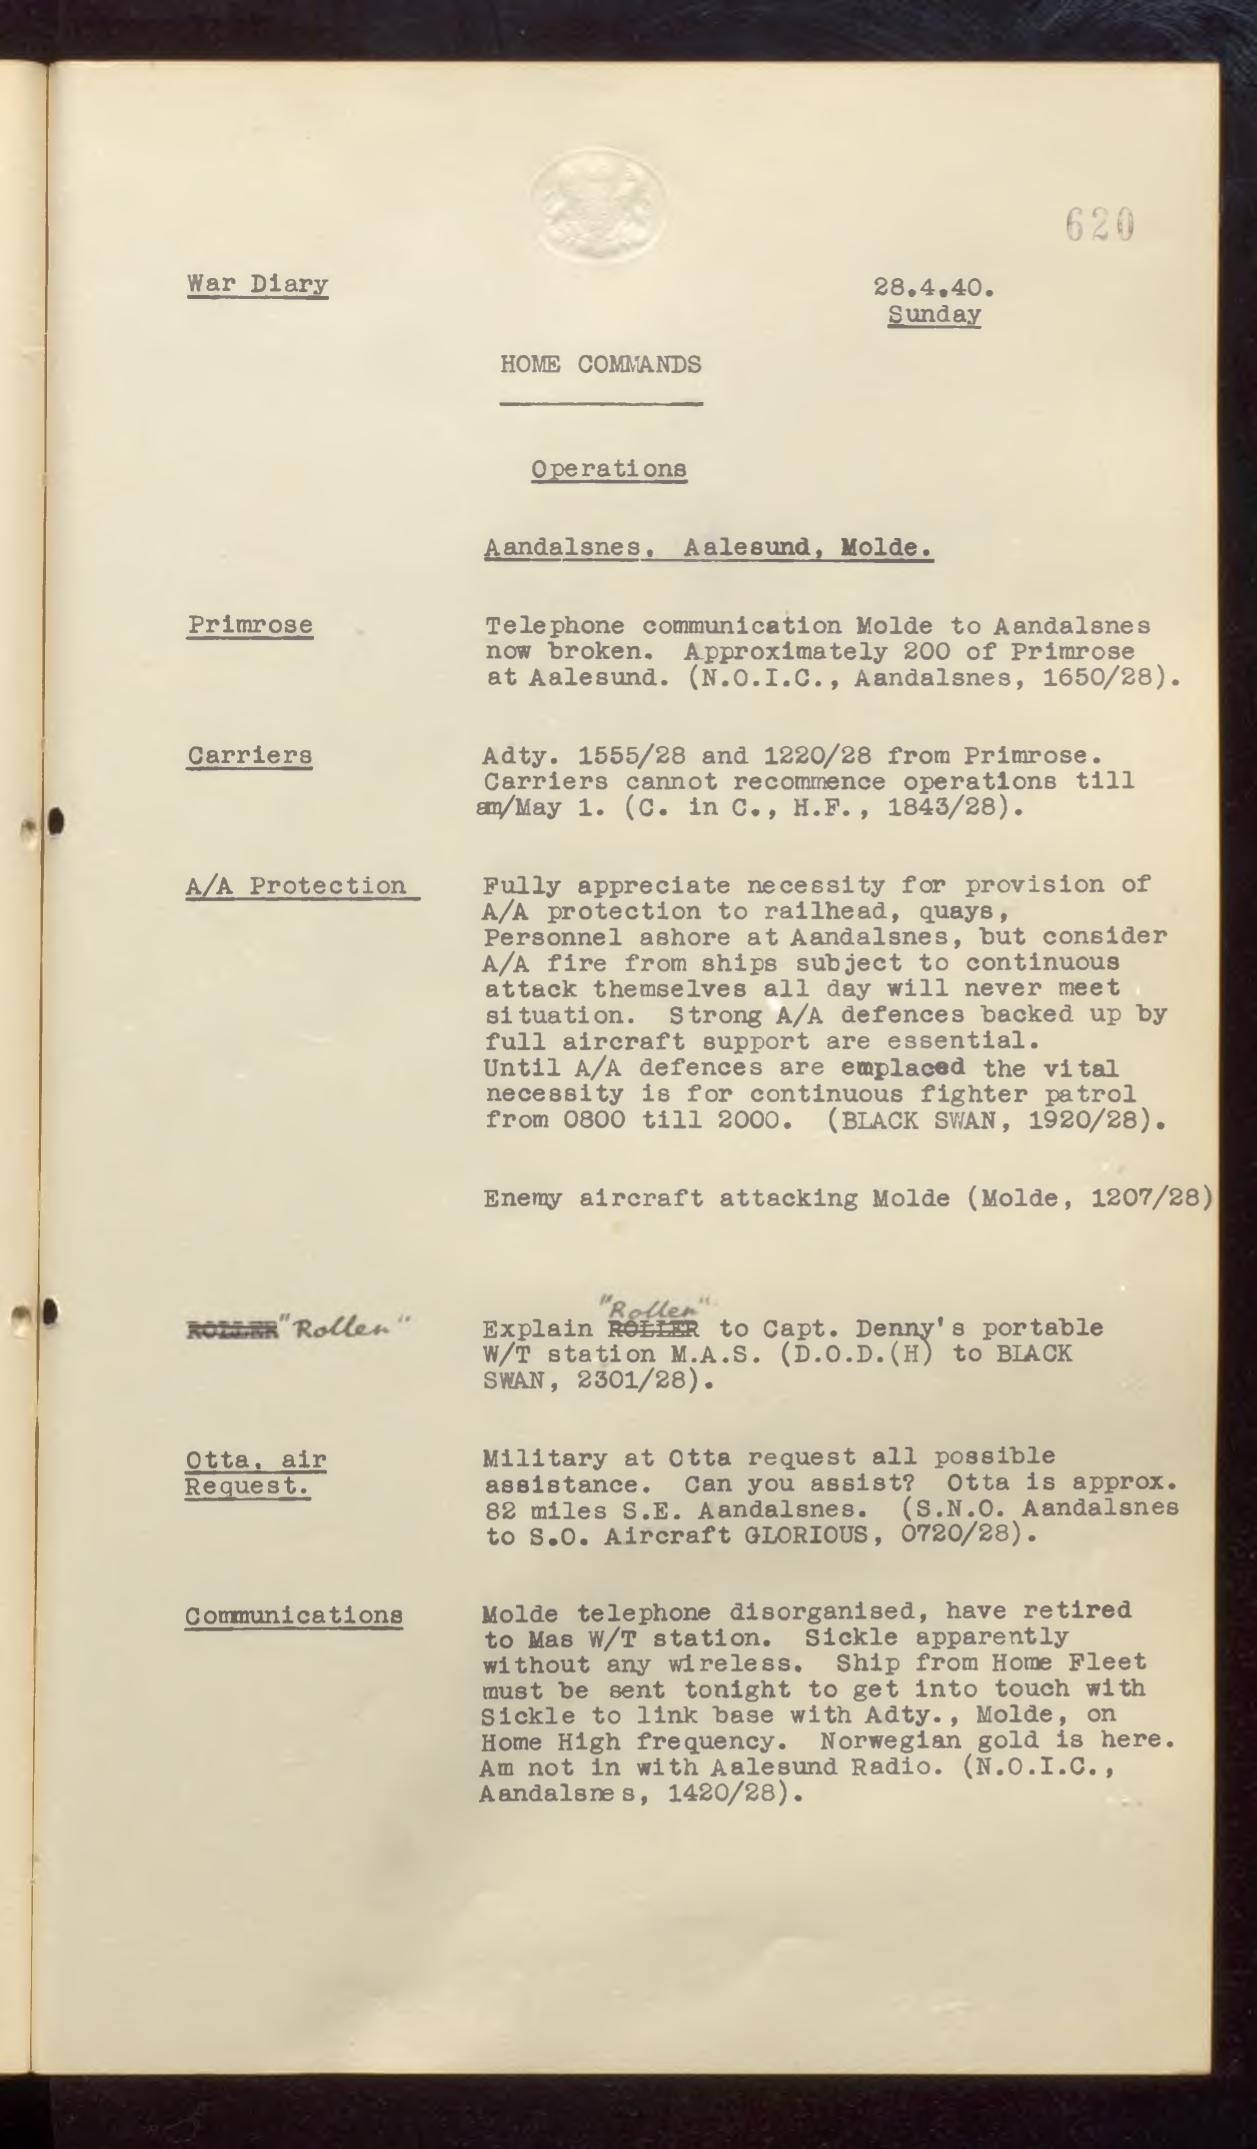 620
War Diary
28.4.40.
Sunday
HOME COMMANDS
Operations
Aandalsnes, Aalesund, Molde.
Primrose
Telephone communication Molde to Aandalsnes
now broken. Approximately 200 of Primrose
at Aalesund. (N.O.I.C., Aandalsnes, 1650/28).
Carriers
Adty. 1555/28 and 1220/28 from Primrose.
Carriers cannot recommence operations till
am/May 1. (C. in C., H.F., 1843/28).
A/A Protection
Fully appreciate necessity for provision of
A/A protection to railhead, quays,
Personnel ashore at Aandalsnes, but consider
A/A fire from ships subject to continuous
attack themselves all day will never meet
situation. Strong A/A defences backed up by
full aircraft support are essential.
Until A/A defences are emplaced the vital
necessity is for continuous fighter patrol
from 0800 till 2000. (BLACK SWAN, 1920/28).
Enemy aircraft attacking Molde (Molde, 1207/28)
ROLLER "Rollen"
"Rollen"
Explain ROLLER to Capt. Denny's portable
W/T station M.A.S. (D.O.D.(H) to BLACK
SWAN, 2301/28).
Otta, air
Request.
Military at Otta request all possible
assistance. Can you assist? Otta is approx.
82 miles S.E. Aandalsnes. (S.N.O. Aandalsnes
to S.O. Aircraft GLORIOUS, 0720/28).
Communications
Molde telephone disorganised, have retired
to Mas W/T station. Sickle apparently
without any wireless. Ship from Home Fleet
must be sent tonight to get into touch with
Sickle to link base with Adty., Molde, on
Home High frequency. Norwegian gold is here.
Am not in with Aalesund Radio. (N.O.I.C.,
Aandalsnes, 1420/28).